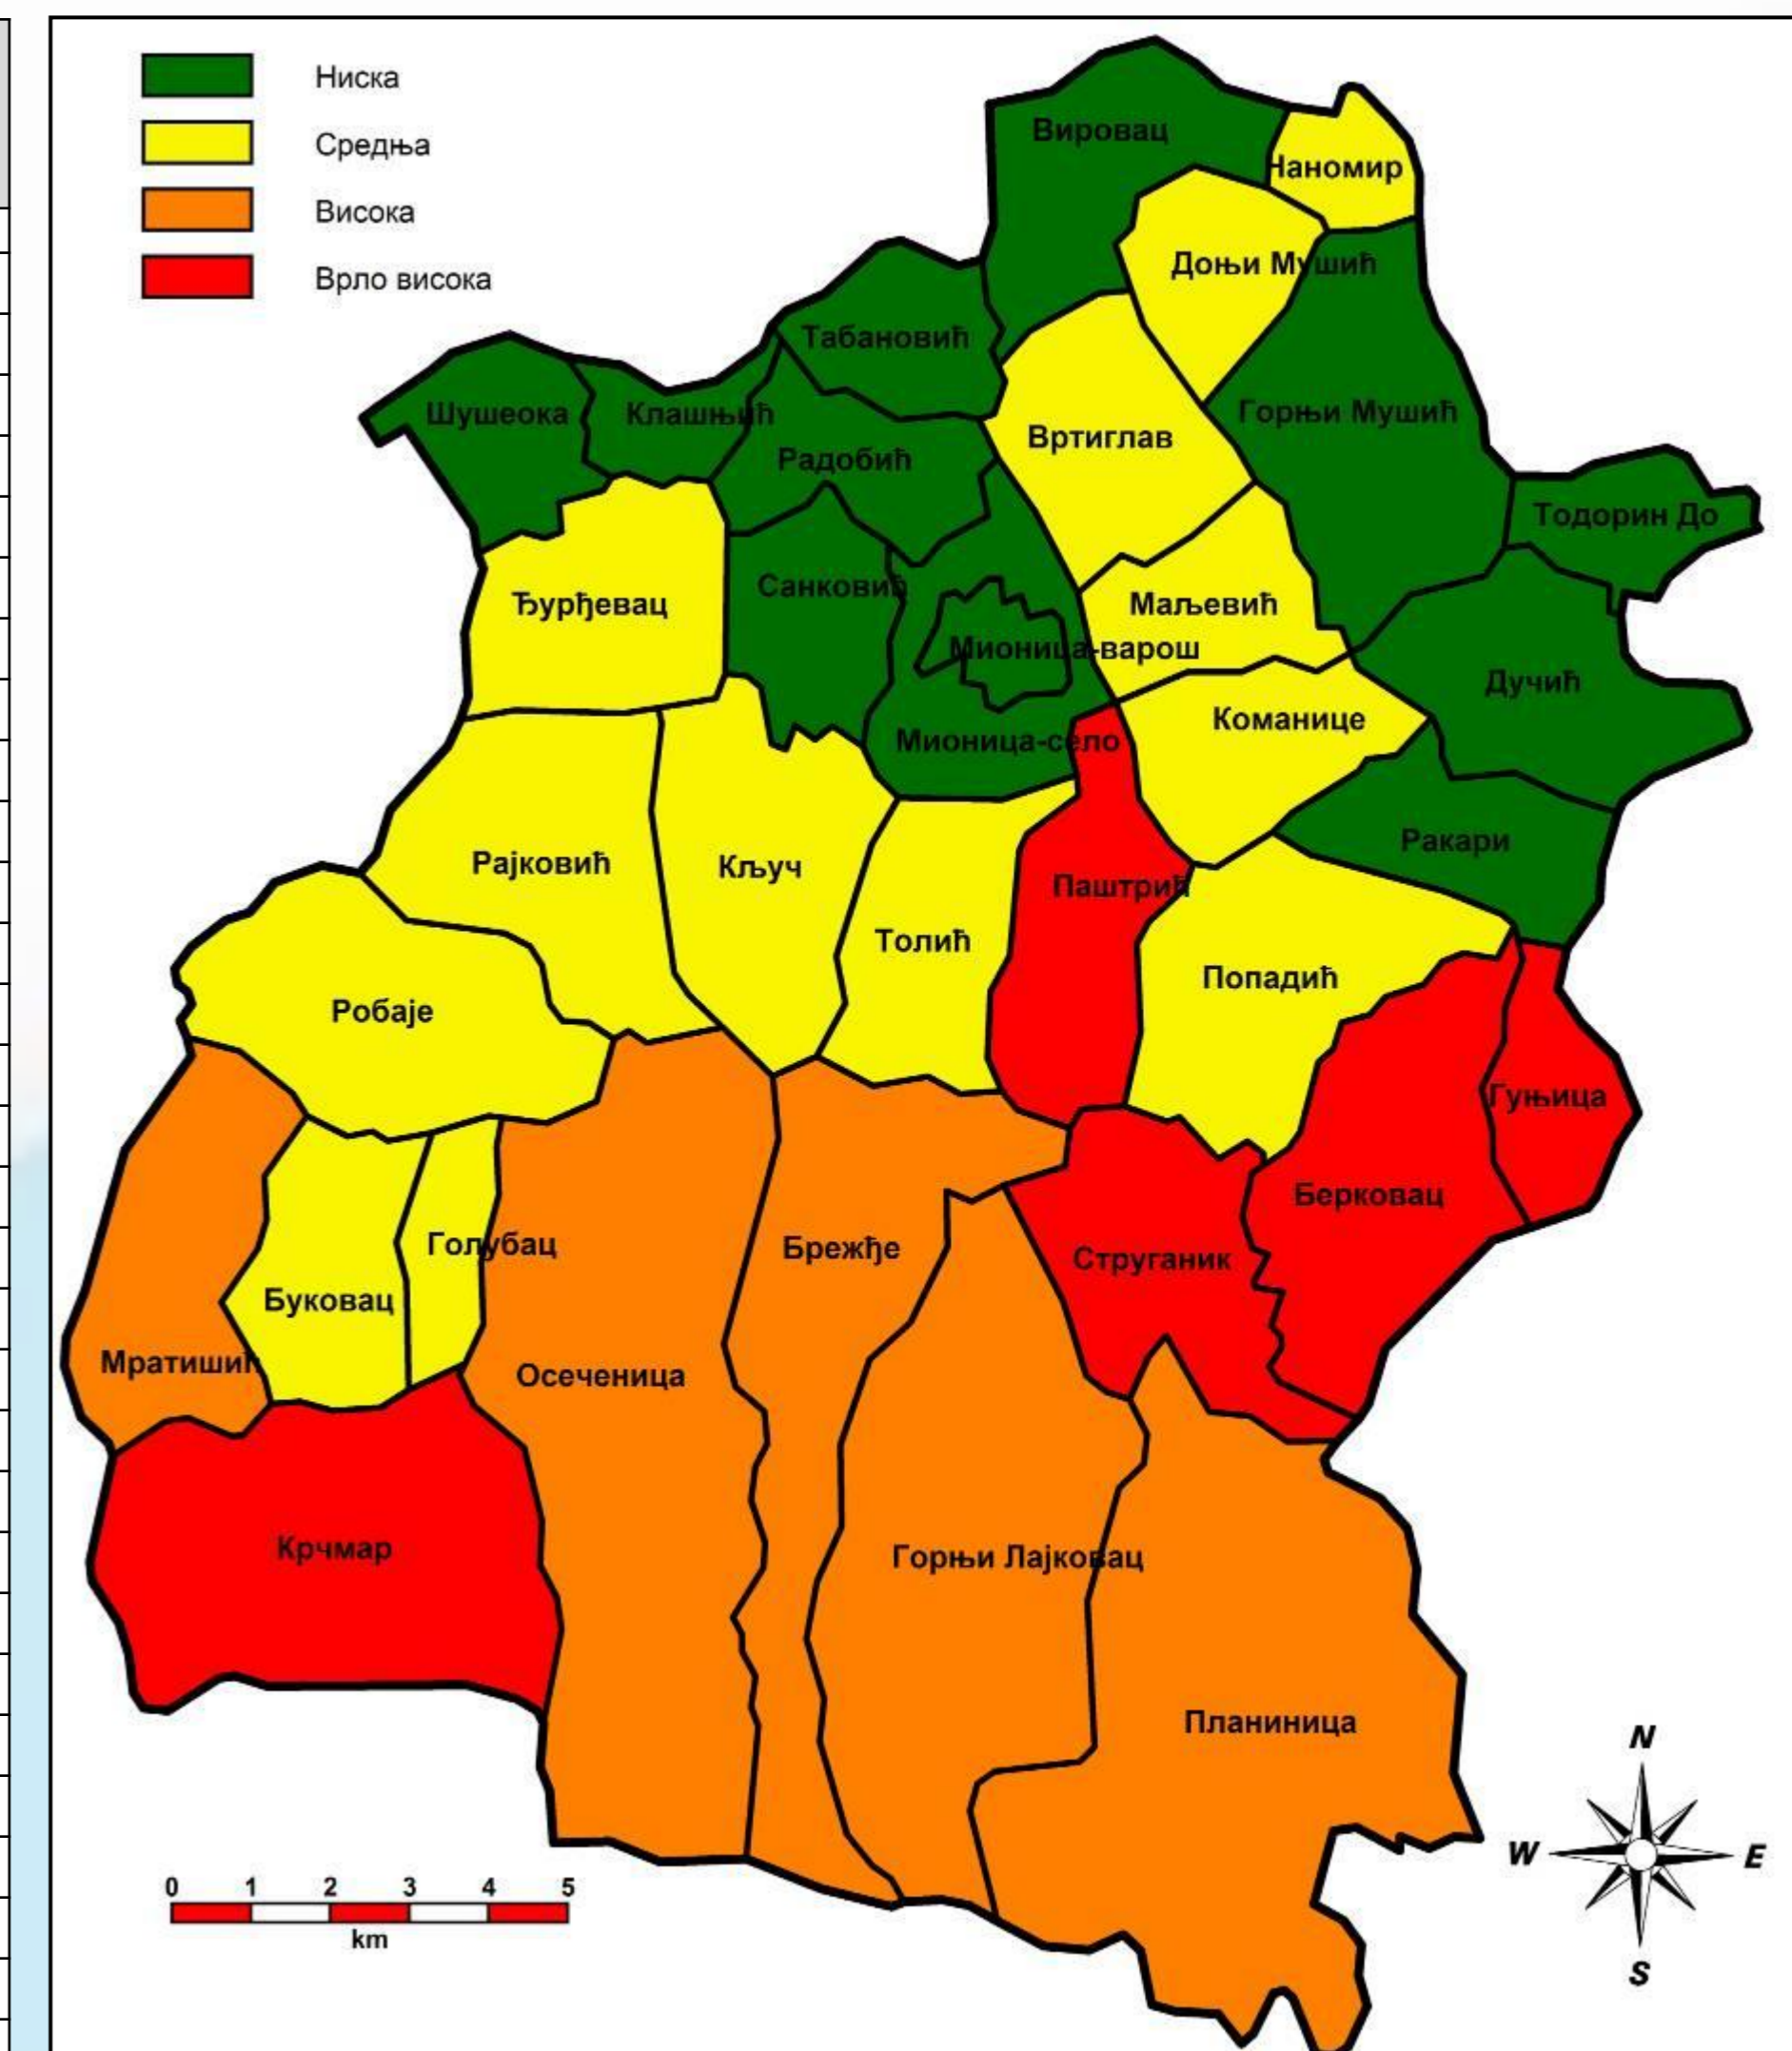 Ниска
Средња
Висока
Врло висока
Вировац
Наномир
Доњи Мушић
Табановић
Шушеока
Клашњић
Горњи Мушић
Вртиглав
Радобић
Тодорин До
Санковић
Ђурђевац
Маљевић
Мионица-варош
Дучић
Команице
Мионица-село
Ракари
Рајковић
Кључ
Паштрић
Толић
Попадић
Робаје
Гуњица
Берковац
Голубац
Брежђе
Струганик
Буковац
Мратишић
Осеченица
Крчмар
Горњи Лајковац
Планиница
N
W
E
S
0 1 2 3 4 5
km